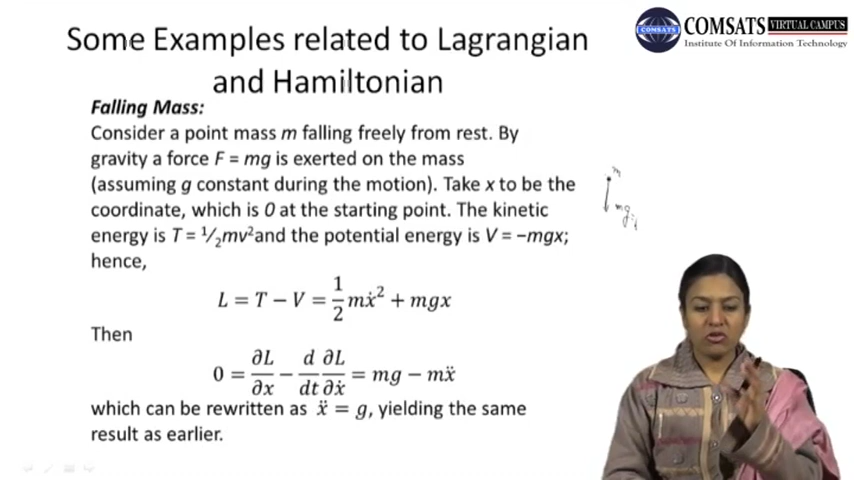 COMSATS VIRTUAL CAMPUS
Institute Of Information Technology
COMSATS
Some Examples related to Lagrangian
and Hamiltonian
Falling Mass:
Consider a point mass m falling freely from rest. By
gravity a force F = mg is exerted on the mass
(assuming g constant during the motion). Take x to be the
coordinate, which is 0 at the starting point. The kinetic
energy is T = ½mv² and the potential energy is V = −mgx;
hence,
L = T − V = 1/2 mẋ² + mgx
Then
0 = ∂L/∂x − d/dt ∂L/∂ẋ = mg − mẍ
which can be rewritten as ẍ = g, yielding the same
result as earlier.
m
mg